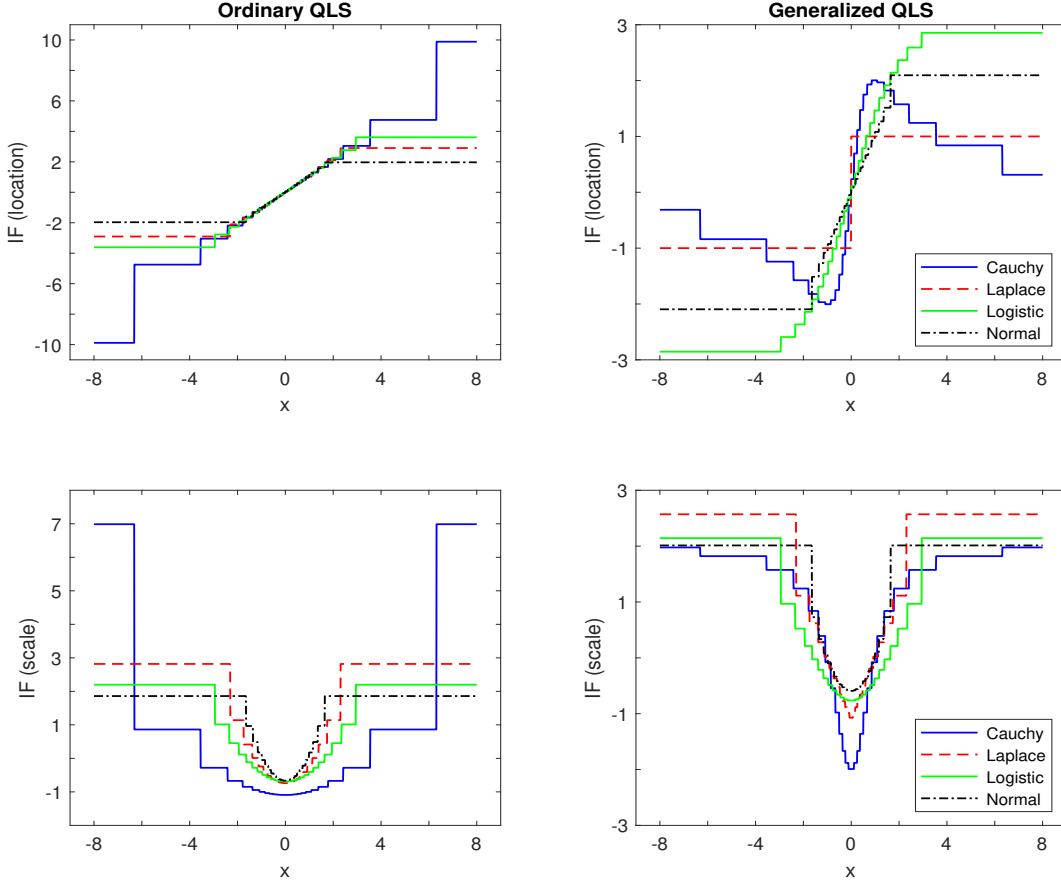 Ordinary QLS
10
6
2
-2
-6
-10
IF (location)
-8
-4
0
4
8
x
Generalized QLS
3
1
-1
-3
IF (location)
-8
-4
0
4
8
x
Cauchy
Laplace
Logistic
Normal
7
5
3
1
-1
IF (scale)
-8
-4
0
4
8
x
3
1
-1
-3
IF (scale)
-8
-4
0
4
8
x
Cauchy
Laplace
Logistic
Normal